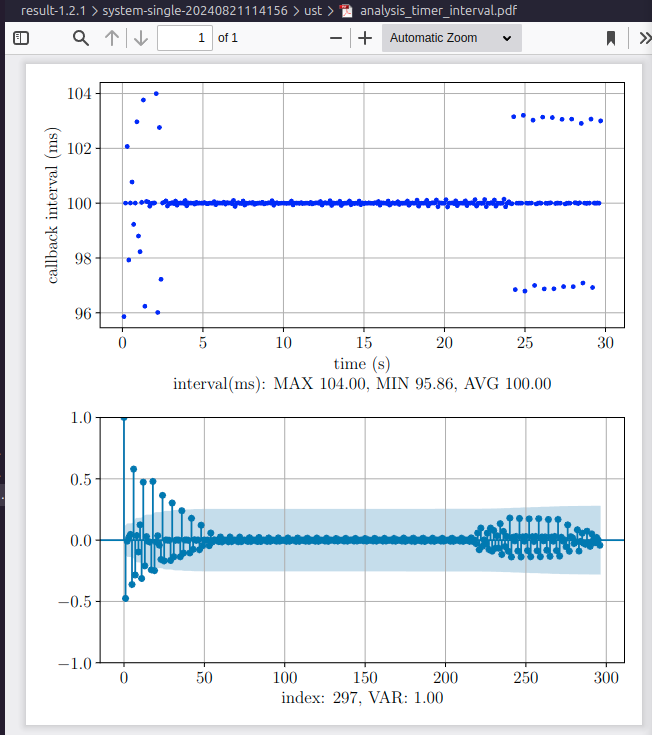 result-1.2.1 > system-single-20240821114156 > ust > analysis_timer_interval.pdf
1 of 1 Automatic Zoom
104
102
100
98
96
callback interval (ms)
0 5 10 15 20 25 30
time (s)
interval(ms): MAX 104.00, MIN 95.86, AVG 100.00
1.0
0.5
0.0
−0.5
−1.0
0 50 100 150 200 250 300
index: 297, VAR: 1.00